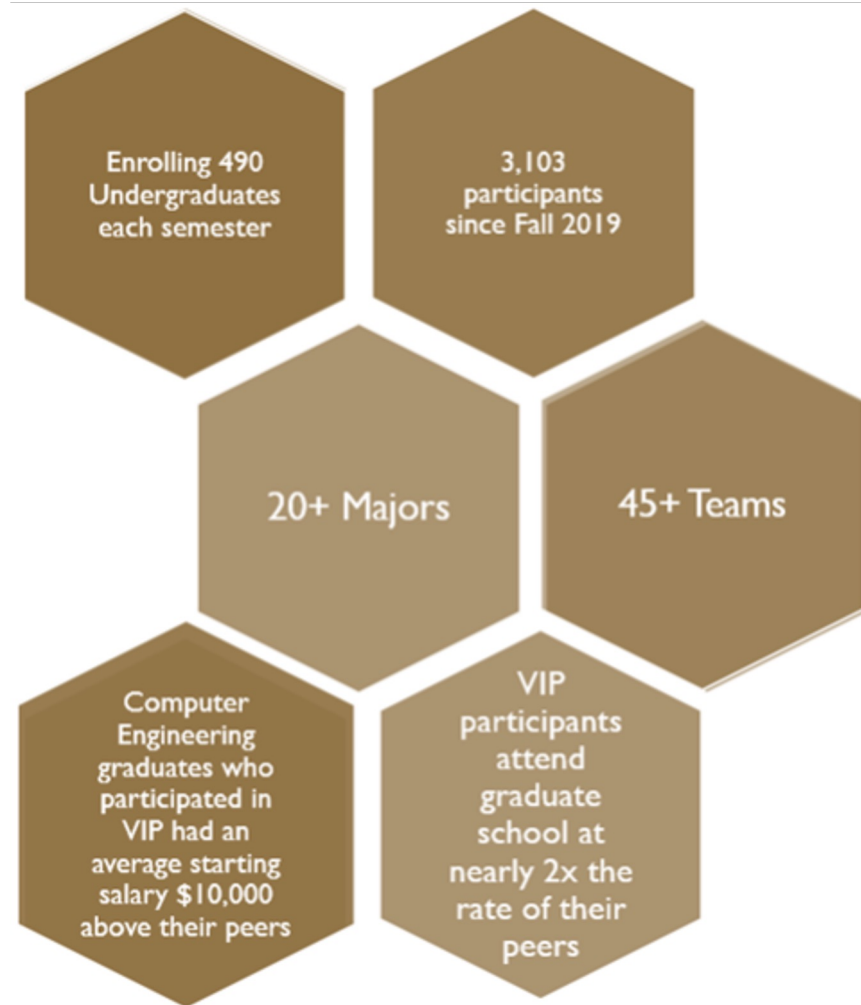 Enrolling 490
Undergraduates
each semester
3,103
participants
since Fall 2019
20+ Majors
45+ Teams
Computer
Engineering
graduates who
participated in
VIP had an
average starting
salary $10,000
above their peers
VIP
participants
attend
graduate
school at
nearly 2x the
rate of their
peers